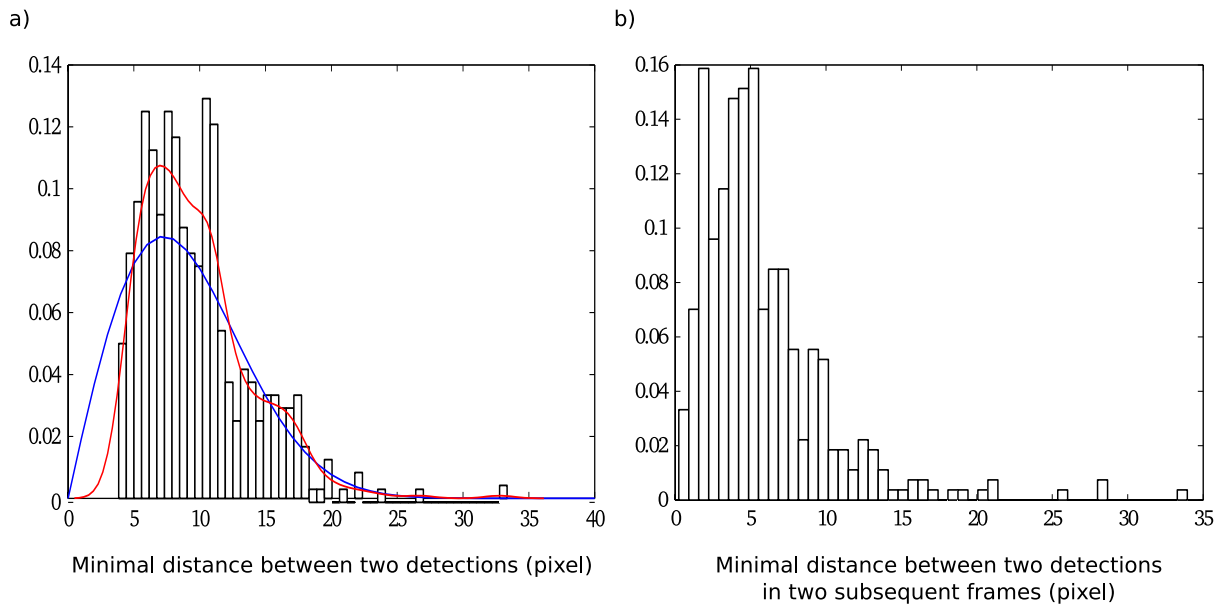 a)
0.14
0.12
0.1
0.08
0.06
0.04
0.02
0
0 5 10 15 20 25 30 35 40
Minimal distance between two detections (pixel)
b)
0.16
0.14
0.12
0.1
0.08
0.06
0.04
0.02
0
0 5 10 15 20 25 30 35
Minimal distance between two detections
in two subsequent frames (pixel)